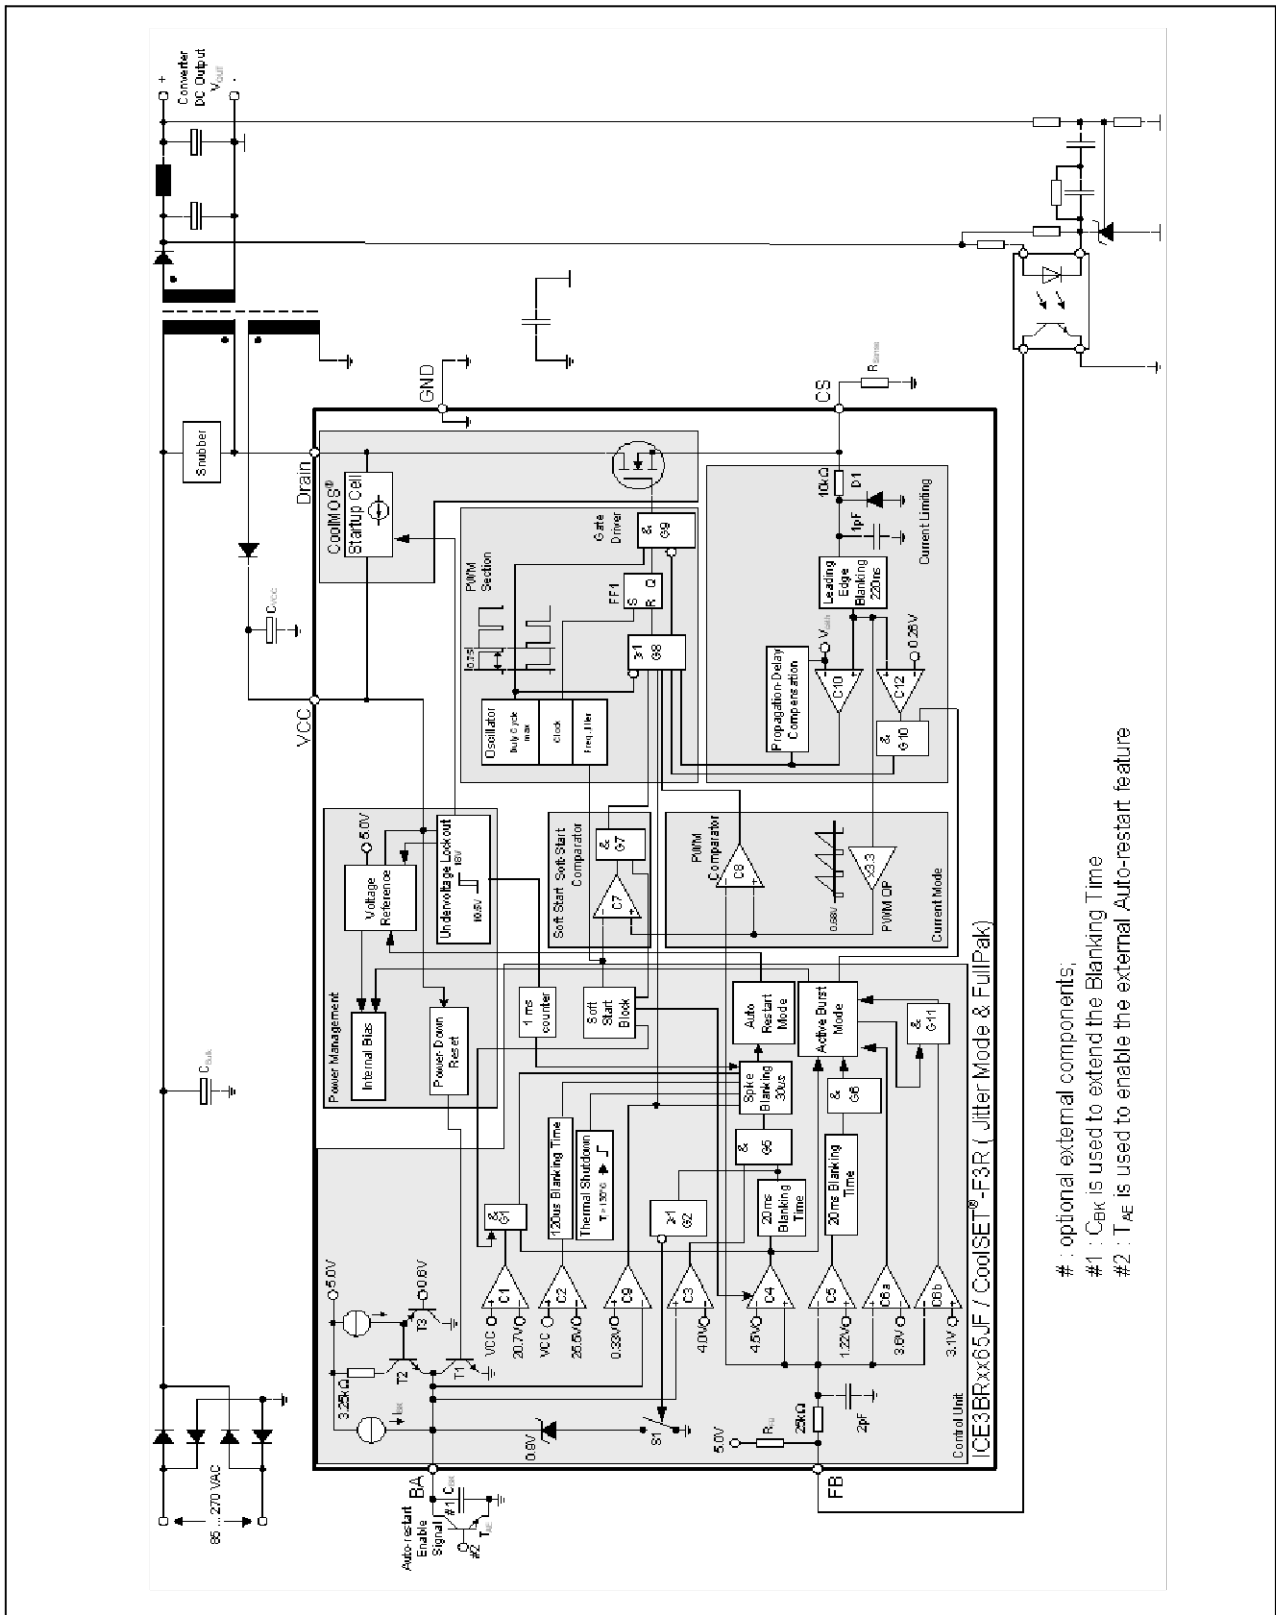 85 ... 270 VAC
C Bulk
Snubber
Converter
DC Output
VOUT
+
-
CVCC
VCC
Drain
GND
CS
RSense
BA
FB
Auto-restart
Enable
Signal
#2
TAE
#1 CBK
Power Management
Internal Bias
Voltage
Reference
5.0V
Power-Down
Reset
Undervoltage Lockout
18V
10.5V
CoolMOS®
Startup Cell
PWM
Section
0.75
Oscillator
Duty Cycle
max
Clock
Freq. Jitter
≥1
G8
FF1
S
R
Q
Gate
Driver
&
G9
5.0V
3.25kΩ
IBK
T2
T3
0.6V
T1
0.9V
S1
5.0V
RFB
25kΩ
2pF
VCC
20.7V
C1
&
G1
VCC
25.5V
C2
120us Blanking Time
Thermal Shutdown
Tj >130°C
0.33V
C9
4.0V
C3
≥1
G2
4.5V
C4
20ms
Blanking
Time
&
G5
1.22V
C5
20ms Blanking
Time
&
G6
3.6V
C6a
3.1V
C6b
&
G11
1 ms
counter
Soft
Start
Block
Spike
Blanking
30us
Auto
Restart
Mode
Active Burst
Mode
Soft Start
Soft-Start
Comparator
C7
&
G7
PWM
Comparator
C8
0.68V
x3.3
PWM OP
Current Mode
Propagation-Delay
Compensation
Vcsth
C10
C12
0.26V
&
G10
Leading
Edge
Blanking
220ns
10kΩ
D1
1pF
Current Limiting
Control Unit
ICE3BRxx65JF / CoolSET®-F3R ( Jitter Mode & FullPak)
# : optional external components;
#1 : CBK is used to extend the Blanking Time
#2 : TAE is used to enable the external Auto-restart feature